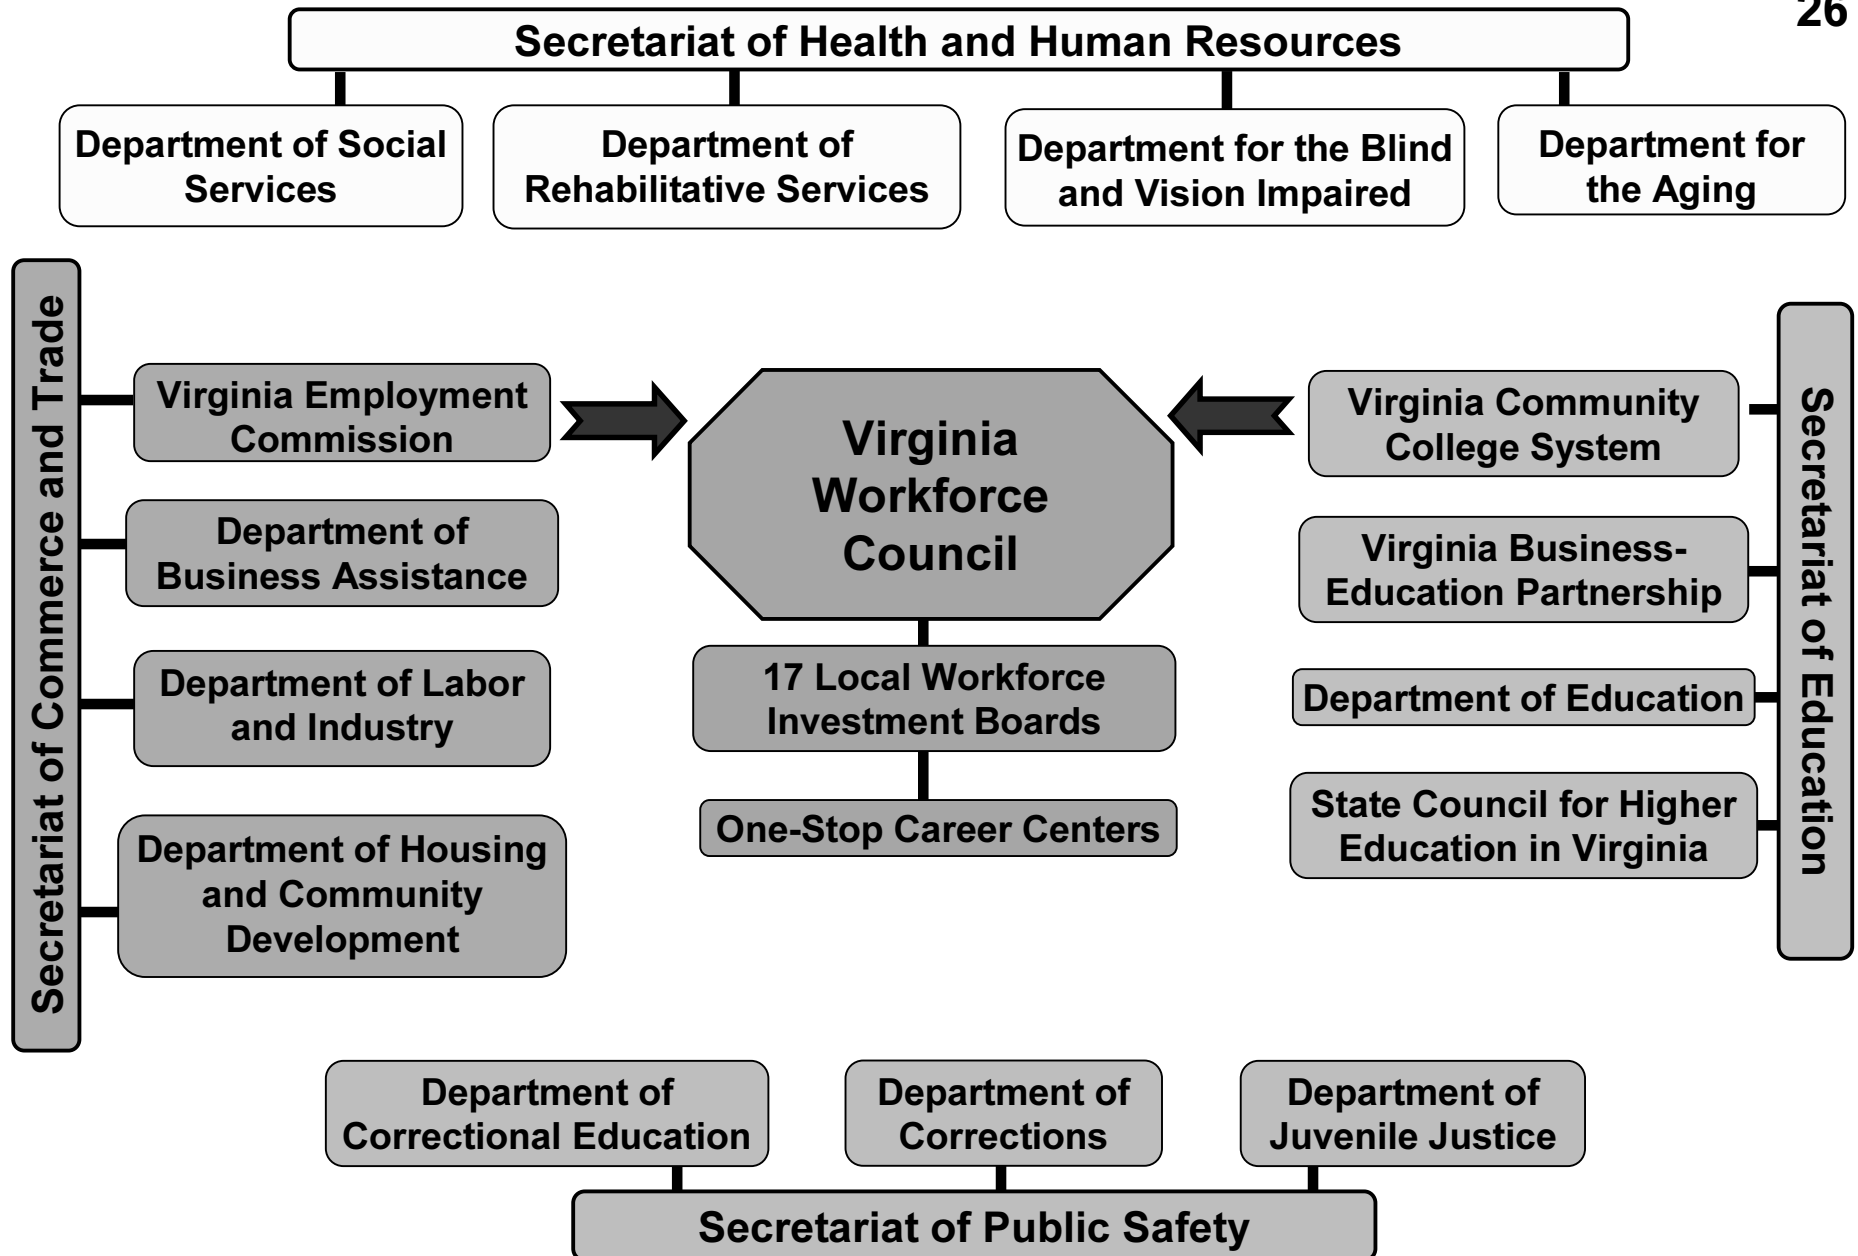 26
Secretariat of Health and Human Resources
Department of Social
Services
Department of
Rehabilitative Services
Department for the Blind
and Vision Impaired
Department for
the Aging
Secretariat of Commerce and Trade
Virginia Employment
Commission
Department of
Business Assistance
Department of Labor
and Industry
Department of Housing
and Community
Development
Virginia
Workforce
Council
17 Local Workforce
Investment Boards
One-Stop Career Centers
Virginia Community
College System
Virginia Business-
Education Partnership
Department of Education
State Council for Higher
Education in Virginia
Secretariat of Education
Department of
Correctional Education
Department of
Corrections
Department of
Juvenile Justice
Secretariat of Public Safety